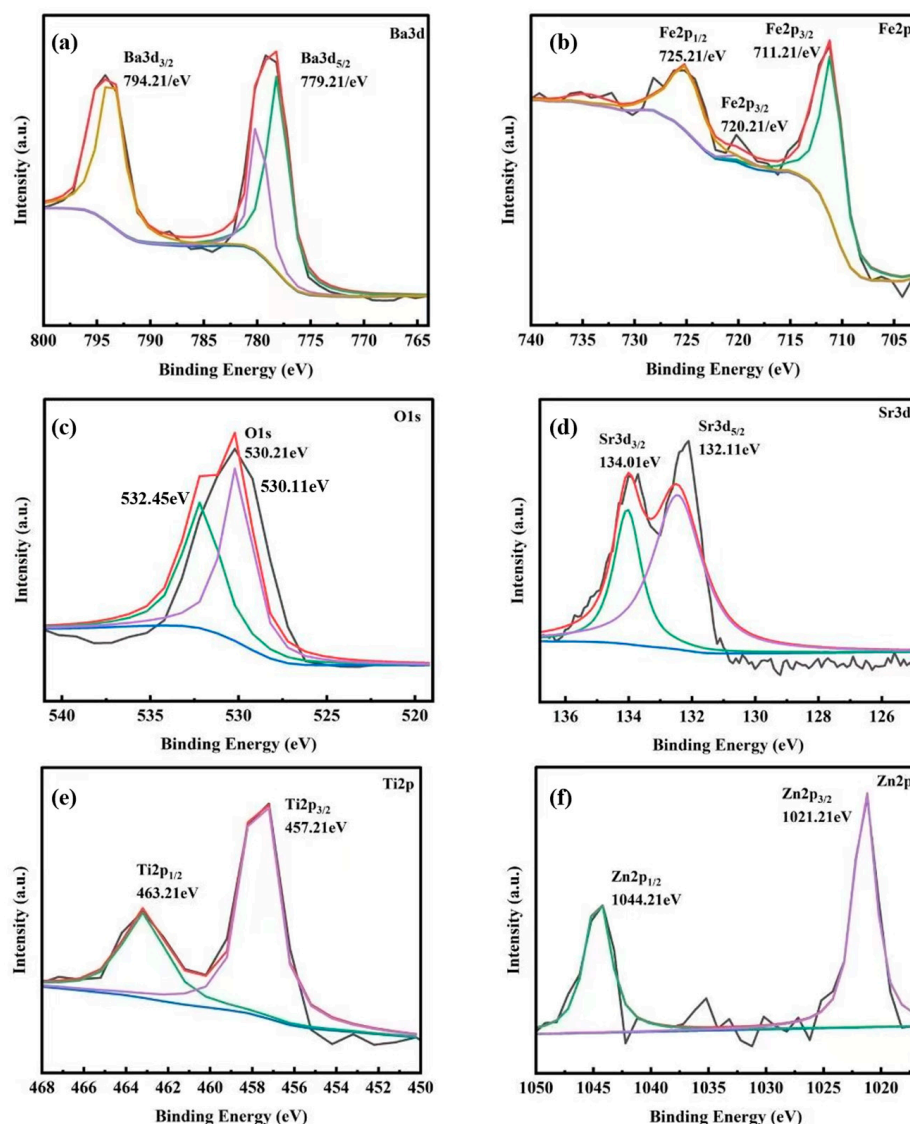 (a)
Ba3d
Ba3d3/2
794.21/eV
Ba3d5/2
779.21/eV
Intensity (a.u.)
800 795 790 785 780 775 770 765
Binding Energy (eV)
(b)
Fe2p
Fe2p1/2
725.21/eV
Fe2p3/2
711.21/eV
Fe2p3/2
720.21/eV
Intensity (a.u.)
740 735 730 725 720 715 710 705
Binding Energy (eV)
(c)
O1s
O1s
530.21eV
532.45eV
530.11eV
Intensity (a.u.)
540 535 530 525 520
Binding Energy (eV)
(d)
Sr3d
Sr3d3/2
134.01eV
Sr3d5/2
132.11eV
Intensity (a.u.)
136 134 132 130 128 126
Binding Energy (eV)
(e)
Ti2p
Ti2p3/2
457.21eV
Ti2p1/2
463.21eV
Intensity (a.u.)
468 466 464 462 460 458 456 454 452 450
Binding Energy (eV)
(f)
Zn2p
Zn2p3/2
1021.21eV
Zn2p1/2
1044.21eV
Intensity (a.u.)
1050 1045 1040 1035 1030 1025 1020
Binding Energy (eV)